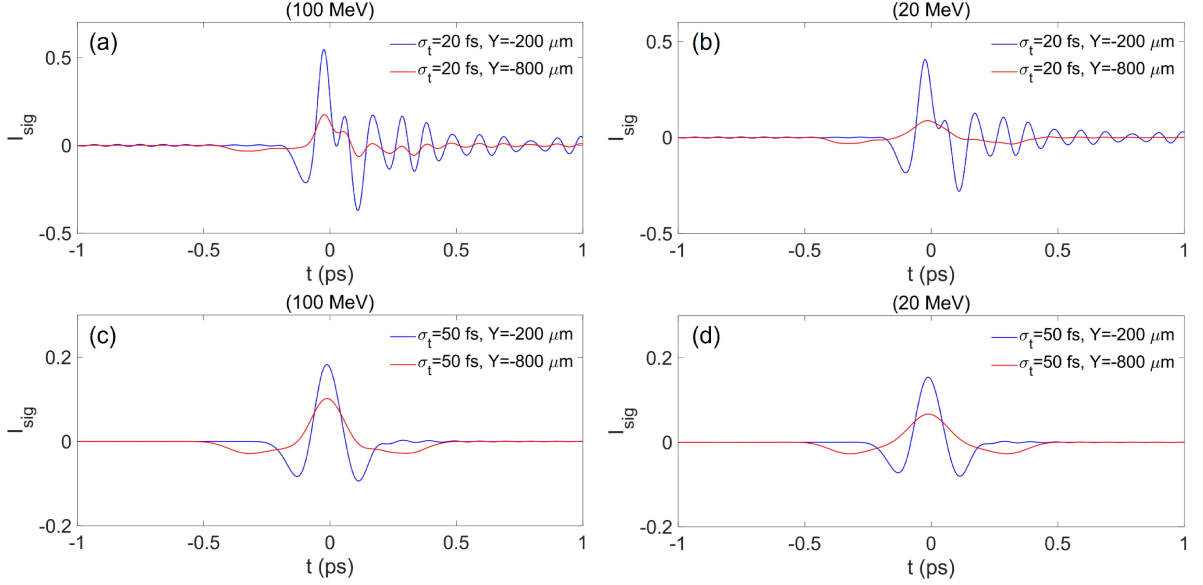 (100 MeV)
(a)
σt=20 fs, Y=-200 μm
σt=20 fs, Y=-800 μm
0.5
0
-0.5
Isig
-1
-0.5
0
0.5
1
t (ps)
(20 MeV)
(b)
σt=20 fs, Y=-200 μm
σt=20 fs, Y=-800 μm
0.5
0
-0.5
Isig
-1
-0.5
0
0.5
1
t (ps)
(100 MeV)
(c)
σt=50 fs, Y=-200 μm
σt=50 fs, Y=-800 μm
0.2
0
-0.2
Isig
-1
-0.5
0
0.5
1
t (ps)
(20 MeV)
(d)
σt=50 fs, Y=-200 μm
σt=50 fs, Y=-800 μm
0.2
0
-0.2
Isig
-1
-0.5
0
0.5
1
t (ps)